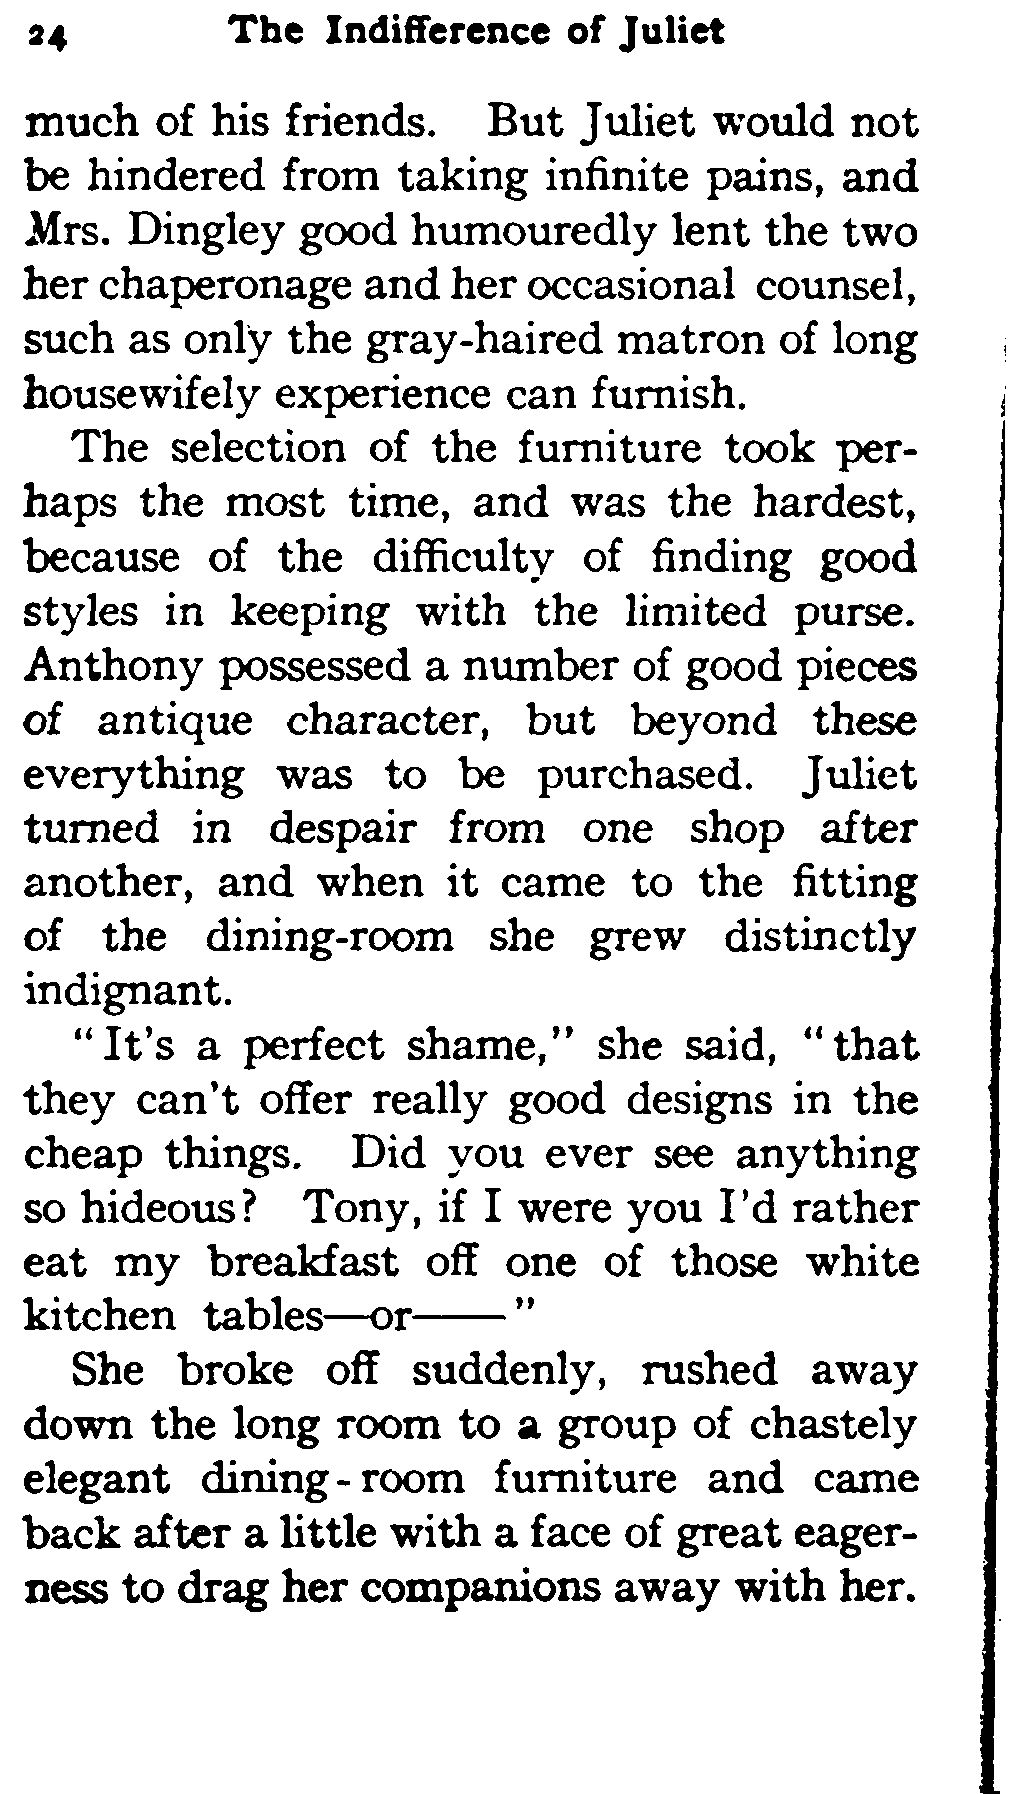 24 The Indifference of Juliet
much of his friends. But Juliet would not
be hindered from taking infinite pains, and
Mrs. Dingley good humouredly lent the two
her chaperonage and her occasional counsel,
such as only the gray-haired matron of long
housewifely experience can furnish.
The selection of the furniture took per-
haps the most time, and was the hardest,
because of the difficulty of finding good
styles in keeping with the limited purse.
Anthony possessed a number of good pieces
of antique character, but beyond these
everything was to be purchased. Juliet
turned in despair from one shop after
another, and when it came to the fitting
of the dining-room she grew distinctly
indignant.
"It's a perfect shame," she said, "that
they can't offer really good designs in the
cheap things. Did you ever see anything
so hideous? Tony, if I were you I'd rather
eat my breakfast off one of those white
kitchen tables—or——"
She broke off suddenly, rushed away
down the long room to a group of chastely
elegant dining-room furniture and came
back after a little with a face of great eager-
ness to drag her companions away with her.